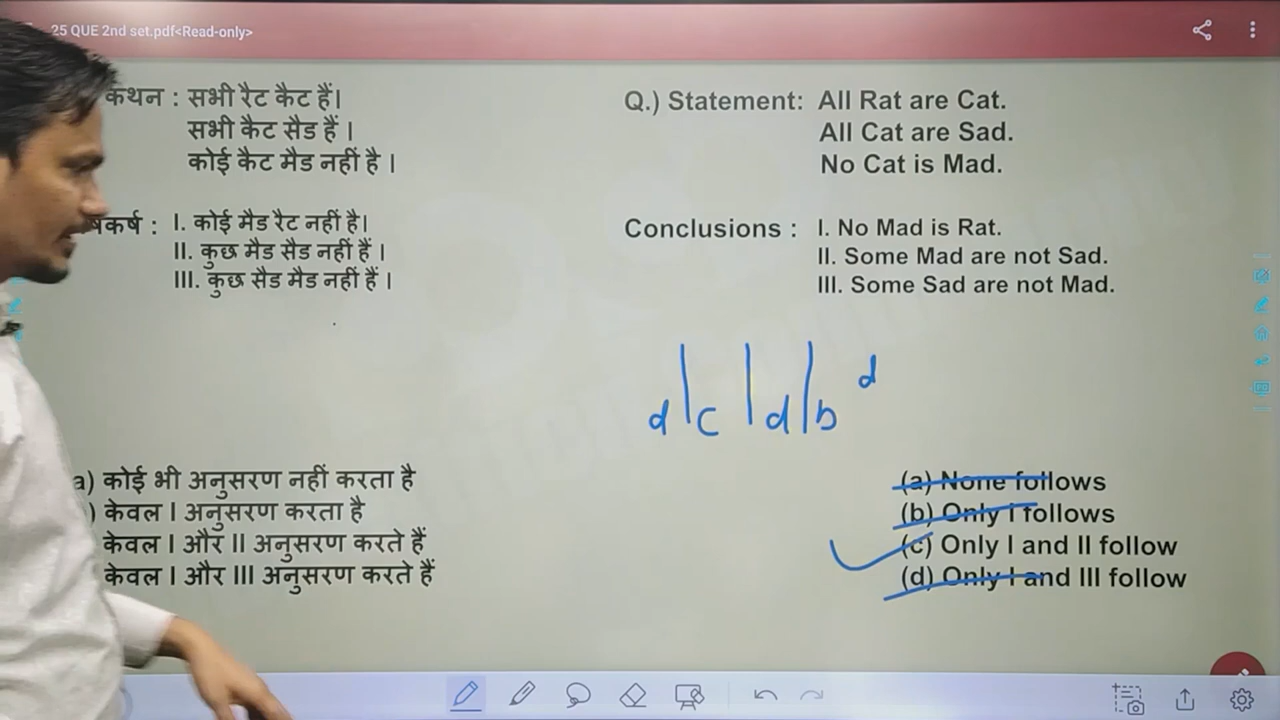 25 QUE 2nd set.pdf<Read-only>
कथन : सभी रैट कैट हैं।
सभी कैट सैड हैं ।
कोई कैट मैड नहीं है ।
षकर्ष : I. कोई मैड रैट नहीं है।
II. कुछ मैड सैड नहीं हैं ।
III. कुछ सैड मैड नहीं हैं ।
a) कोई भी अनुसरण नहीं करता है
) केवल I अनुसरण करता है
केवल I और II अनुसरण करते हैं
केवल I और III अनुसरण करते हैं
Q.) Statement: All Rat are Cat.
All Cat are Sad.
No Cat is Mad.
Conclusions : I. No Mad is Rat.
II. Some Mad are not Sad.
III. Some Sad are not Mad.
d|c|d|b d
(a) None follows
(b) Only I follows
(c) Only I and II follow
(d) Only I and III follow